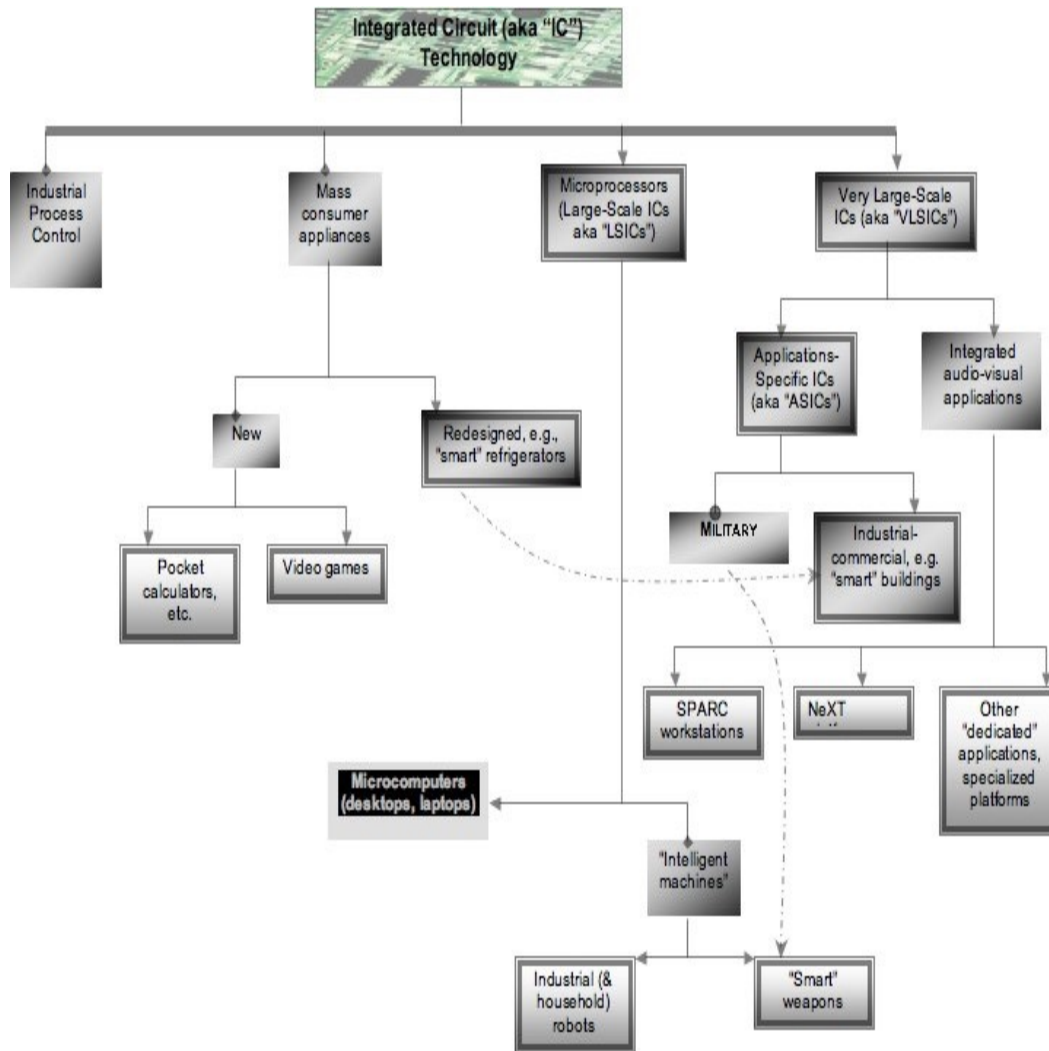 Integrated Circuit (aka “IC”)
Technology
Industrial
Process
Control
Mass
consumer
appliances
Microprocessors
(Large-Scale ICs
aka "LSICs")
Very Large-Scale
ICs (aka "VLSICs")
Applications-
Specific ICs
(aka "ASICs")
Integrated
audio-visual
applications
New
Redesigned, e.g.,
"smart" refrigerators
MILITARY
Industrial-
commercial, e.g.
"smart" buildings
Pocket
calculators,
etc.
Video games
SPARC
workstations
NeXT
Other
"dedicated"
applications,
specialized
platforms
Microcomputers
(desktops, laptops)
"Intelligent
machines"
Industrial (&
household)
robots
"Smart"
weapons